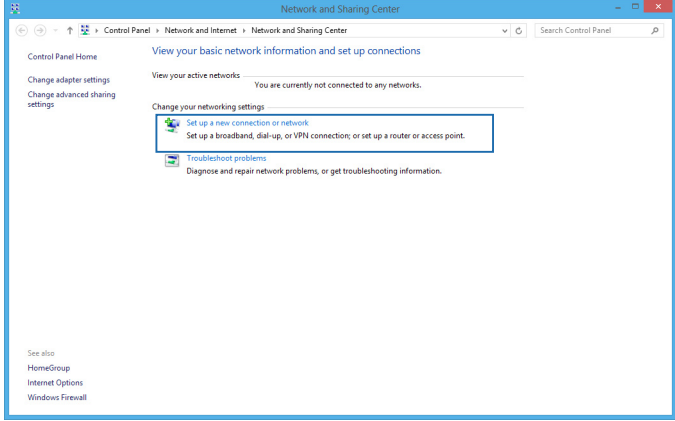 Network and Sharing Center
Control Panel Network and Internet Network and Sharing Center
Search Control Panel
Control Panel Home
Change adapter settings
Change advanced sharing
settings
View your basic network information and set up connections
View your active networks
You are currently not connected to any networks.
Change your networking settings
Set up a new connection or network
Set up a broadband, dial-up, or VPN connection; or set up a router or access point.
Troubleshoot problems
Diagnose and repair network problems, or get troubleshooting information.
See also
HomeGroup
Internet Options
Windows Firewall